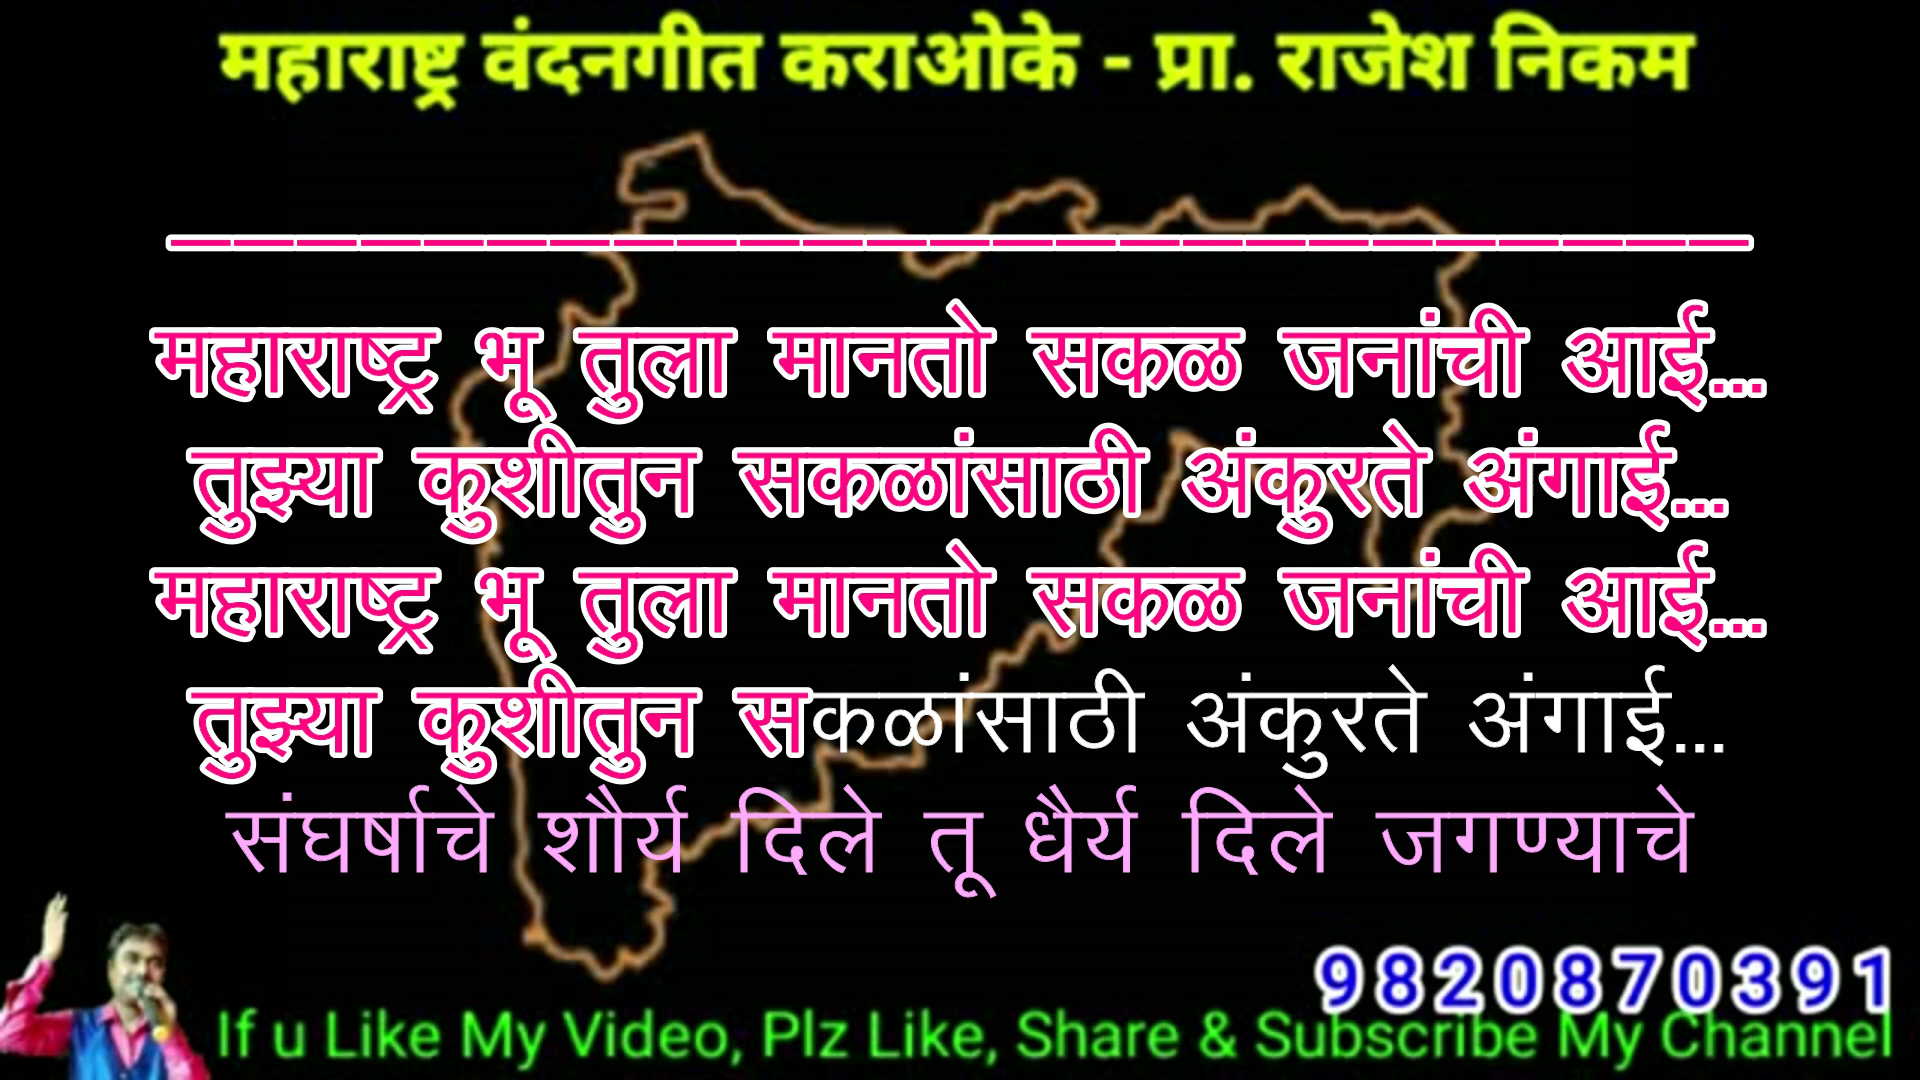 महाराष्ट्र वंदनगीत कराओके - प्रा. राजेश निकम
_________________________
महाराष्ट्र भू तुला मानतो सकळ जनांची आई...
तुझ्या कुशीतुन सकळांसाठी अंकुरते अंगाई...
महाराष्ट्र भू तुला मानतो सकळ जनांची आई...
तुझ्या कुशीतुन सकळांसाठी अंकुरते अंगाई...
संघर्षाचे शौर्य दिले तू धैर्य दिले जगण्याचे
9820870391
If u Like My Video, Plz Like, Share & Subscribe My Channel